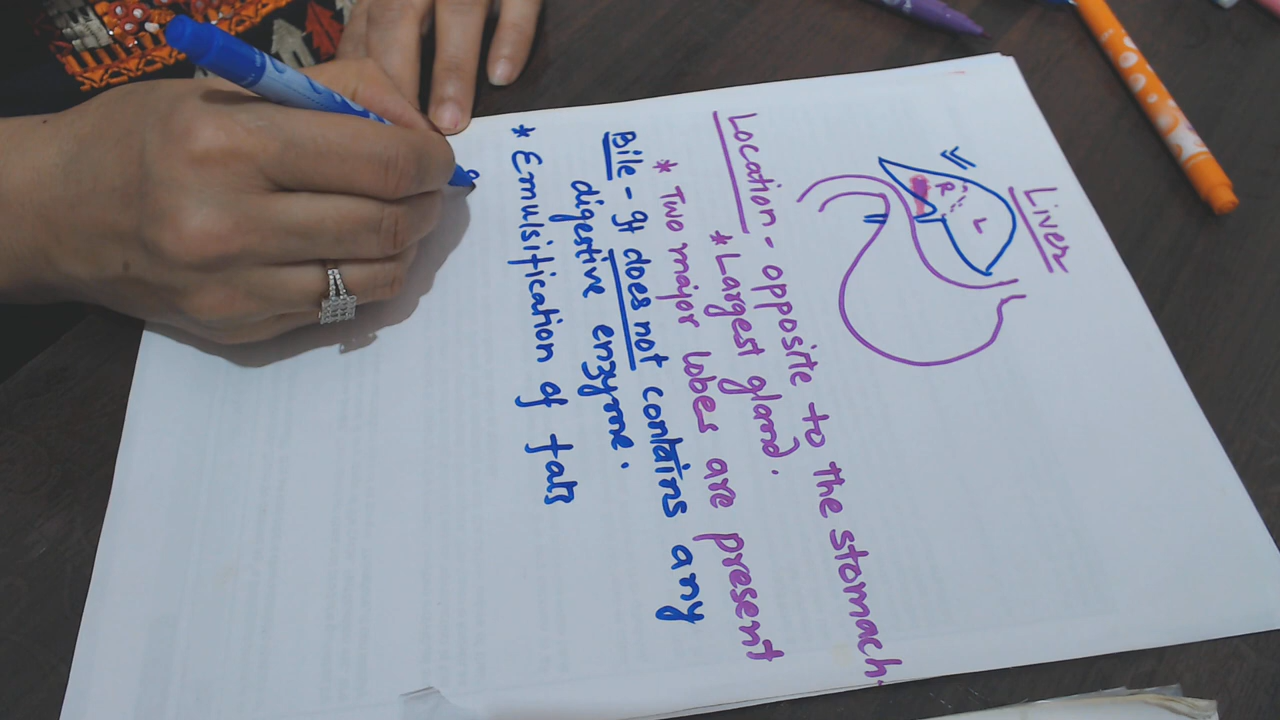 Liver
R
L
Location - opposite to the stomach.
* Largest gland.
* Two major lobes are present
Bile - It does not contains any
digestive enzyme.
* Emulsification of fats